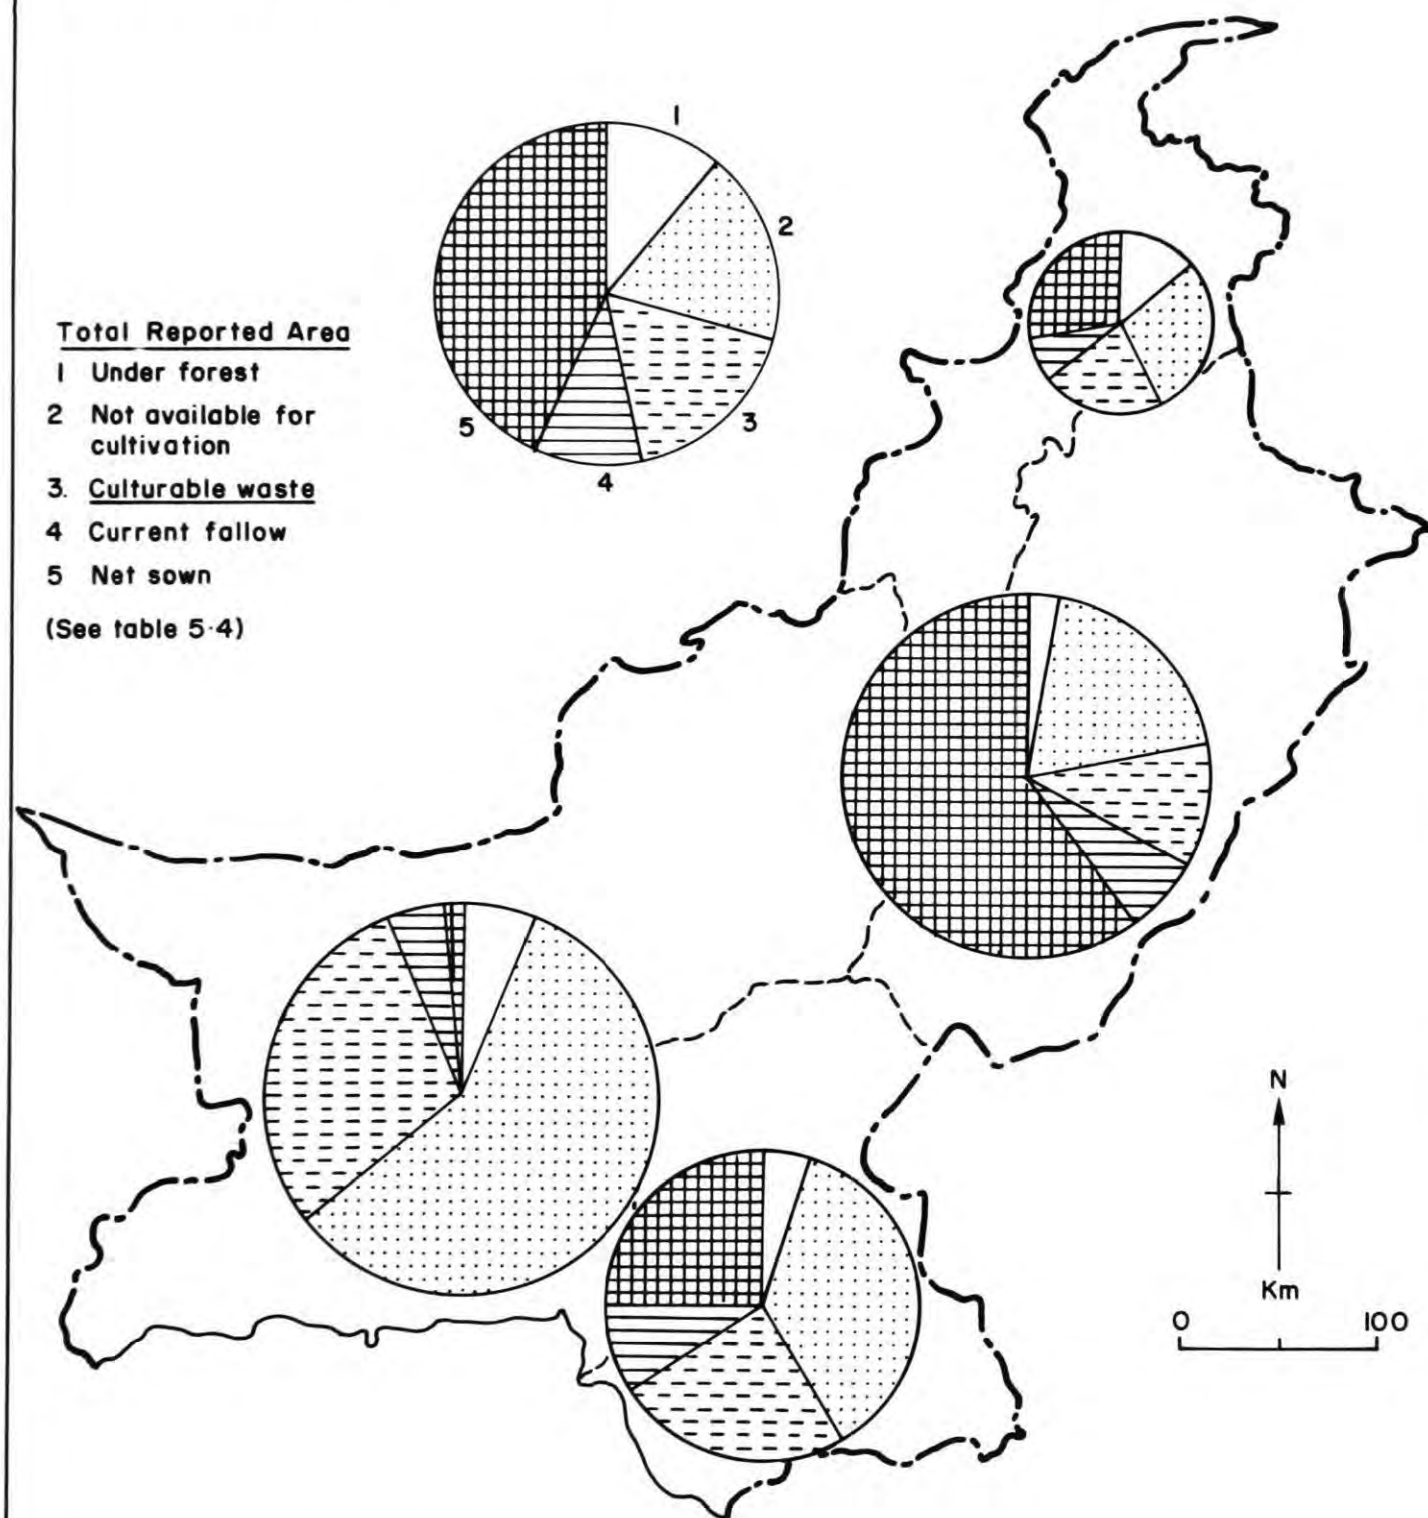 Total Reported Area
1 Under forest
2 Not available for
cultivation
3. Culturable waste
4 Current fallow
5 Net sown
(See table 5·4)
1
2
3
4
5
N
Km
0 100